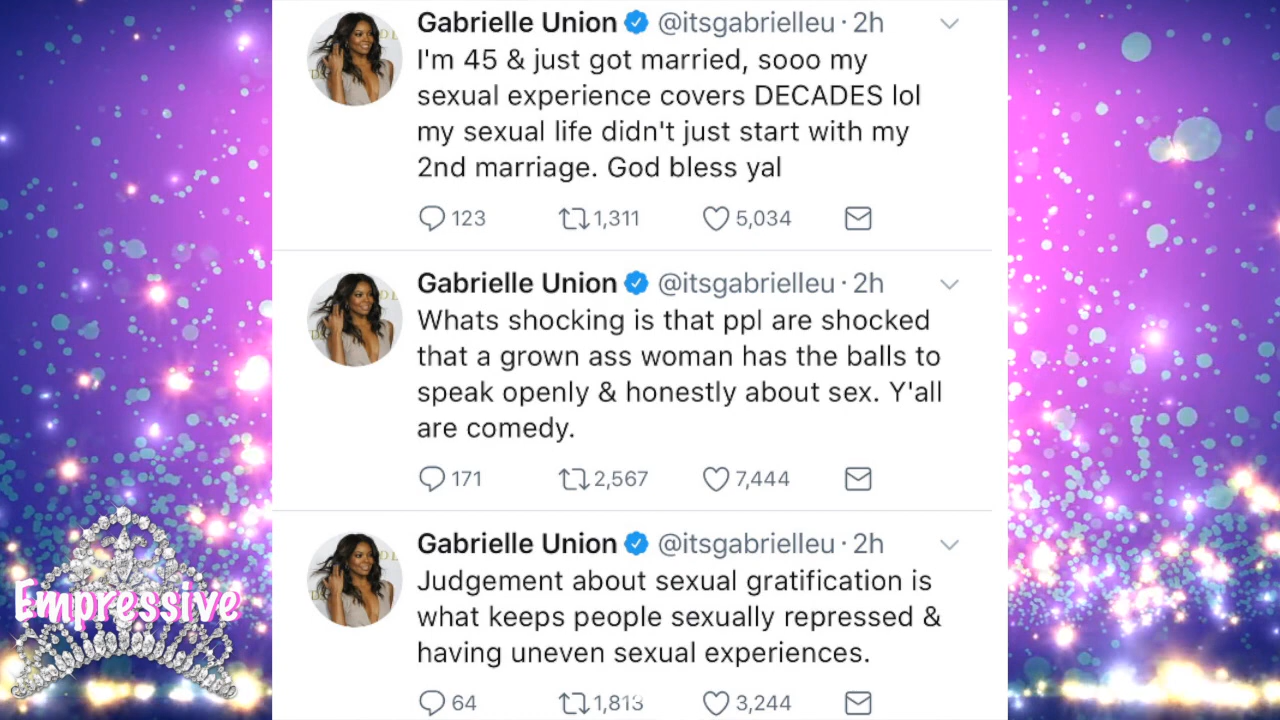 Gabrielle Union @itsgabrielleu · 2h
I'm 45 & just got married, sooo my
sexual experience covers DECADES lol
my sexual life didn't just start with my
2nd marriage. God bless yal
123 1,311 5,034
Gabrielle Union @itsgabrielleu · 2h
Whats shocking is that ppl are shocked
that a grown ass woman has the balls to
speak openly & honestly about sex. Y'all
are comedy.
171 2,567 7,444
Gabrielle Union @itsgabrielleu · 2h
Judgement about sexual gratification is
what keeps people sexually repressed &
having uneven sexual experiences.
64 1,813 3,244
Empressive